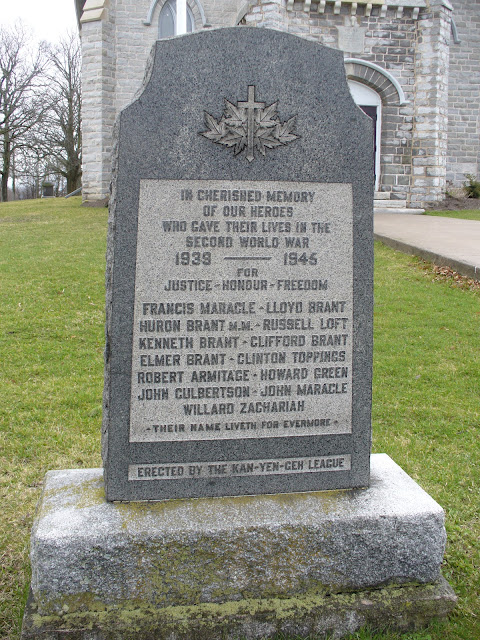 IN CHERISHED MEMORY
OF OUR HEROES
WHO GAVE THEIR LIVES IN THE
SECOND WORLD WAR
1939 —— 1945
FOR
JUSTICE - HONOUR - FREEDOM
FRANCIS MARACLE - LLOYD BRANT
HURON BRANT M.M. - RUSSELL LOFT
KENNETH BRANT - CLIFFORD BRANT
ELMER BRANT - CLINTON TOPPINGS
ROBERT ARMITAGE - HOWARD GREEN
JOHN CULBERTSON - JOHN MARACLE
WILLARD ZACHARIAH
- THEIR NAME LIVETH FOR EVERMORE -
ERECTED BY THE KAN-YEN-GEH LEAGUE